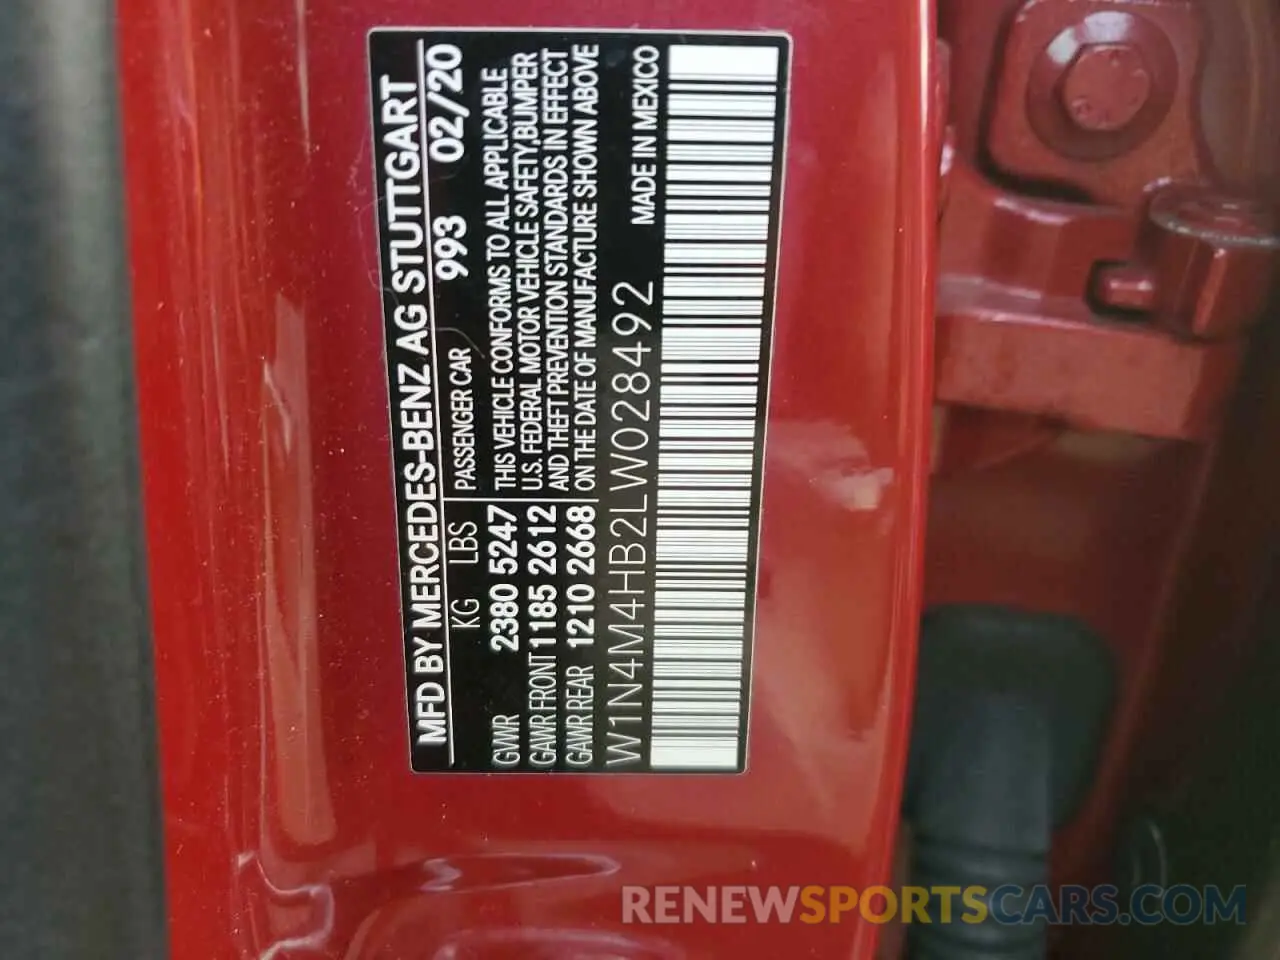 MFD BY MERCEDES-BENZ AG STUTTGART
KG LBS PASSENGER CAR 993 02/20
GVWR 2380 5247 THIS VEHICLE CONFORMS TO ALL APPLICABLE
GAWR FRONT 1185 2612 U.S. FEDERAL MOTOR VEHICLE SAFETY,BUMPER
AND THEFT PREVENTION STANDARDS IN EFFECT
GAWR REAR 1210 2668 ON THE DATE OF MANUFACTURE SHOWN ABOVE
W1N4M4HB2LW028492 MADE IN MEXICO
RENEWSPORTSCARS.COM